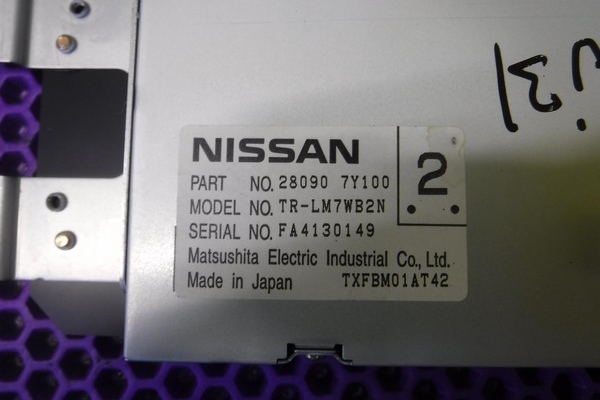 NISSAN
2
PART NO. 28090 7Y100
MODEL NO. TR-LM7WB2N
SERIAL NO. FA4130149
Matsushita Electric Industrial Co., Ltd.
Made in Japan TXFBM01AT42